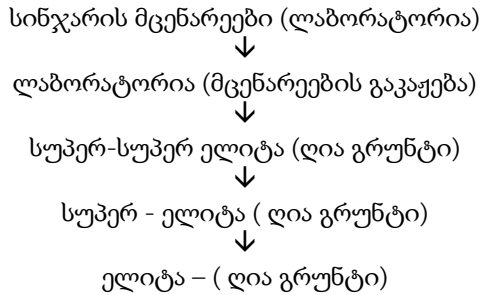 სინჯარის მცენარეები (ლაბორატორია)
↓
ლაბორატორია (მცენარეების გაკაჟება)
↓
სუპერ-სუპერ ელიტა (ღია გრუნტი)
↓
სუპერ - ელიტა ( ღია გრუნტი)
↓
ელიტა – ( ღია გრუნტი)